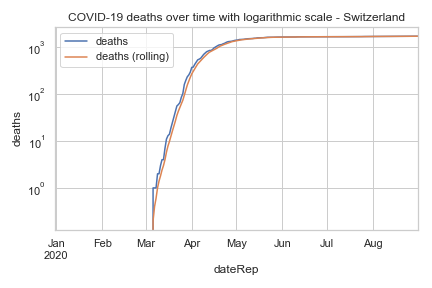 COVID-19 deaths over time with logarithmic scale - Switzerland
deaths
deaths (rolling)
deaths
10³
10²
10¹
10⁰
Jan Feb Mar Apr May Jun Jul Aug
2020
dateRep